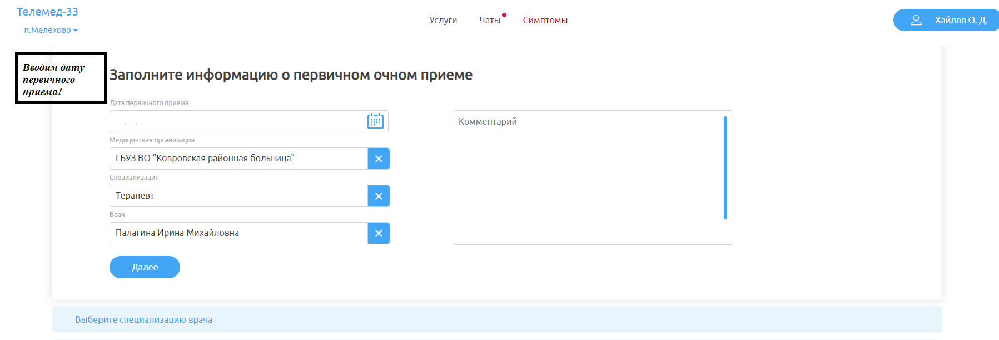 Телемед-33
п.Мелехово
Услуги
Чаты
Симптомы
Хайлов О. Д.
Вводим дату
первичного
приема!
Заполните информацию о первичном очном приеме
Дата первичного приема
__.__.____
Комментарий
Медицинская организация
ГБУЗ ВО "Ковровская районная больница"
Специализация
Терапевт
Врач
Палагина Ирина Михайловна
Далее
Выберите специализацию врача